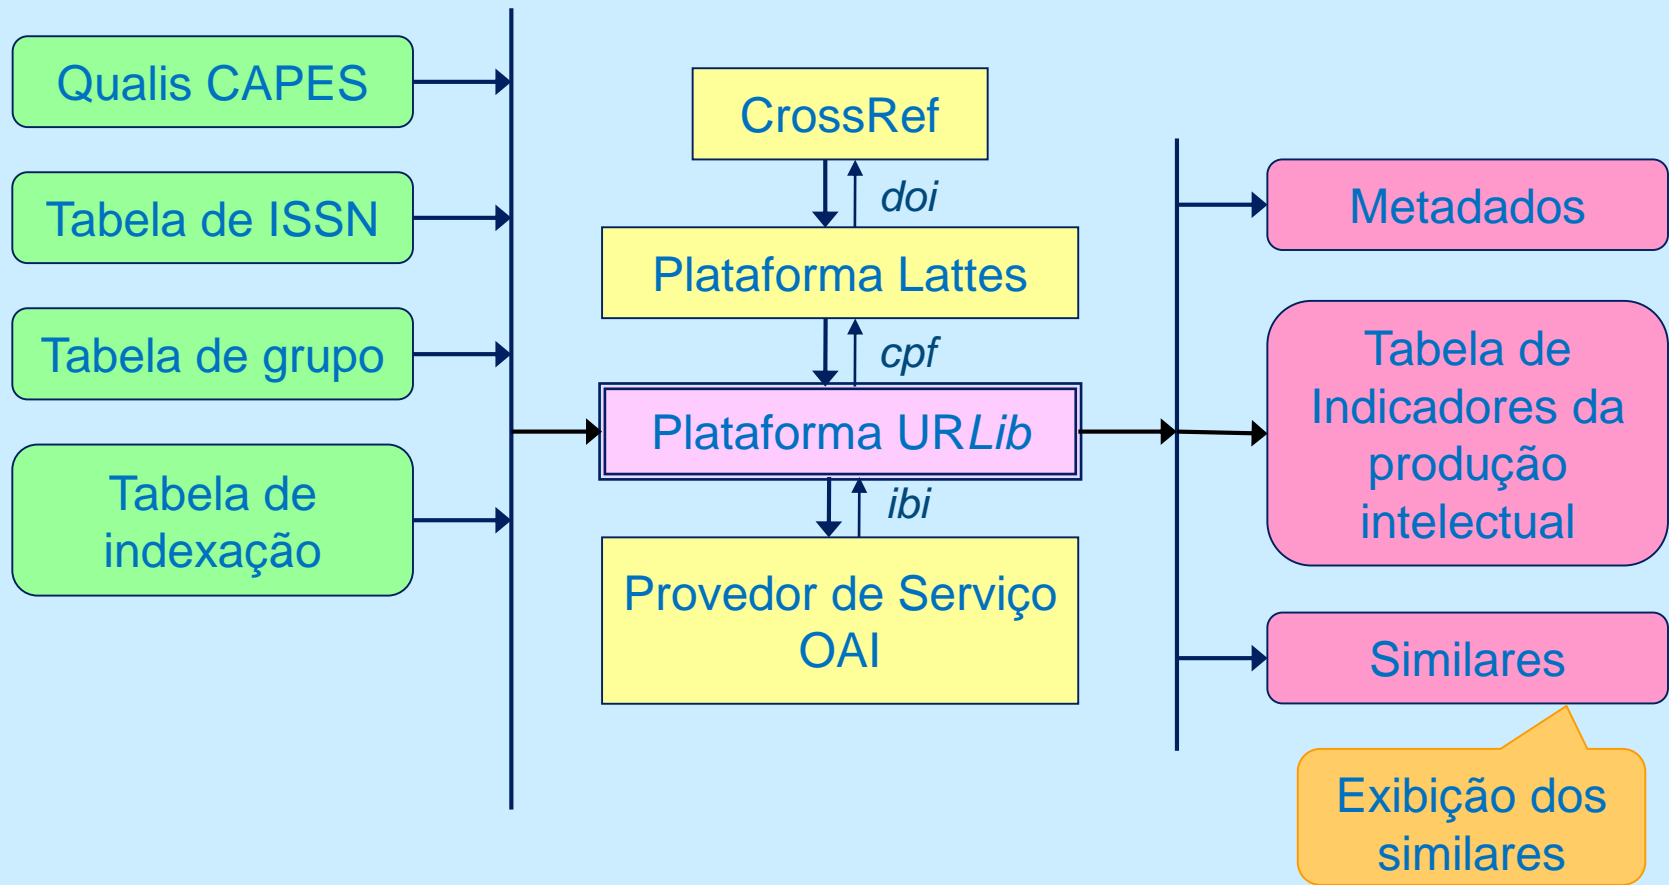 Qualis CAPES
Tabela de ISSN
Tabela de grupo
Tabela de
indexação
CrossRef
doi
Plataforma Lattes
cpf
Plataforma URLib
ibi
Provedor de Serviço
OAI
Metadados
Tabela de
Indicadores da
produção
intelectual
Similares
Exibição dos
similares